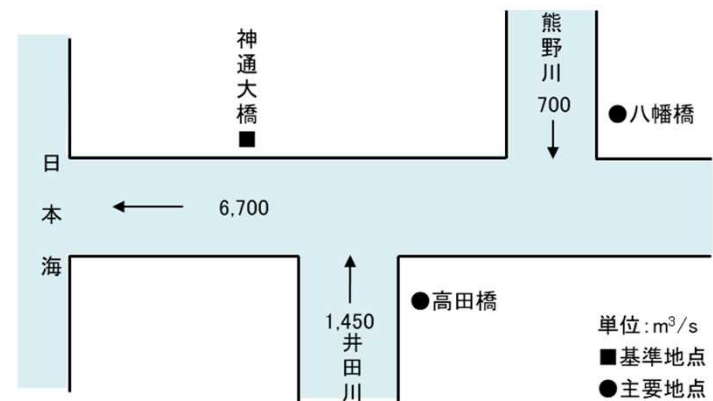 神通大橋
■
熊野川
700
●八幡橋
日本海
6,700
●高田橋
1,450
井田川
単位:m³/s
■基準地点
●主要地点